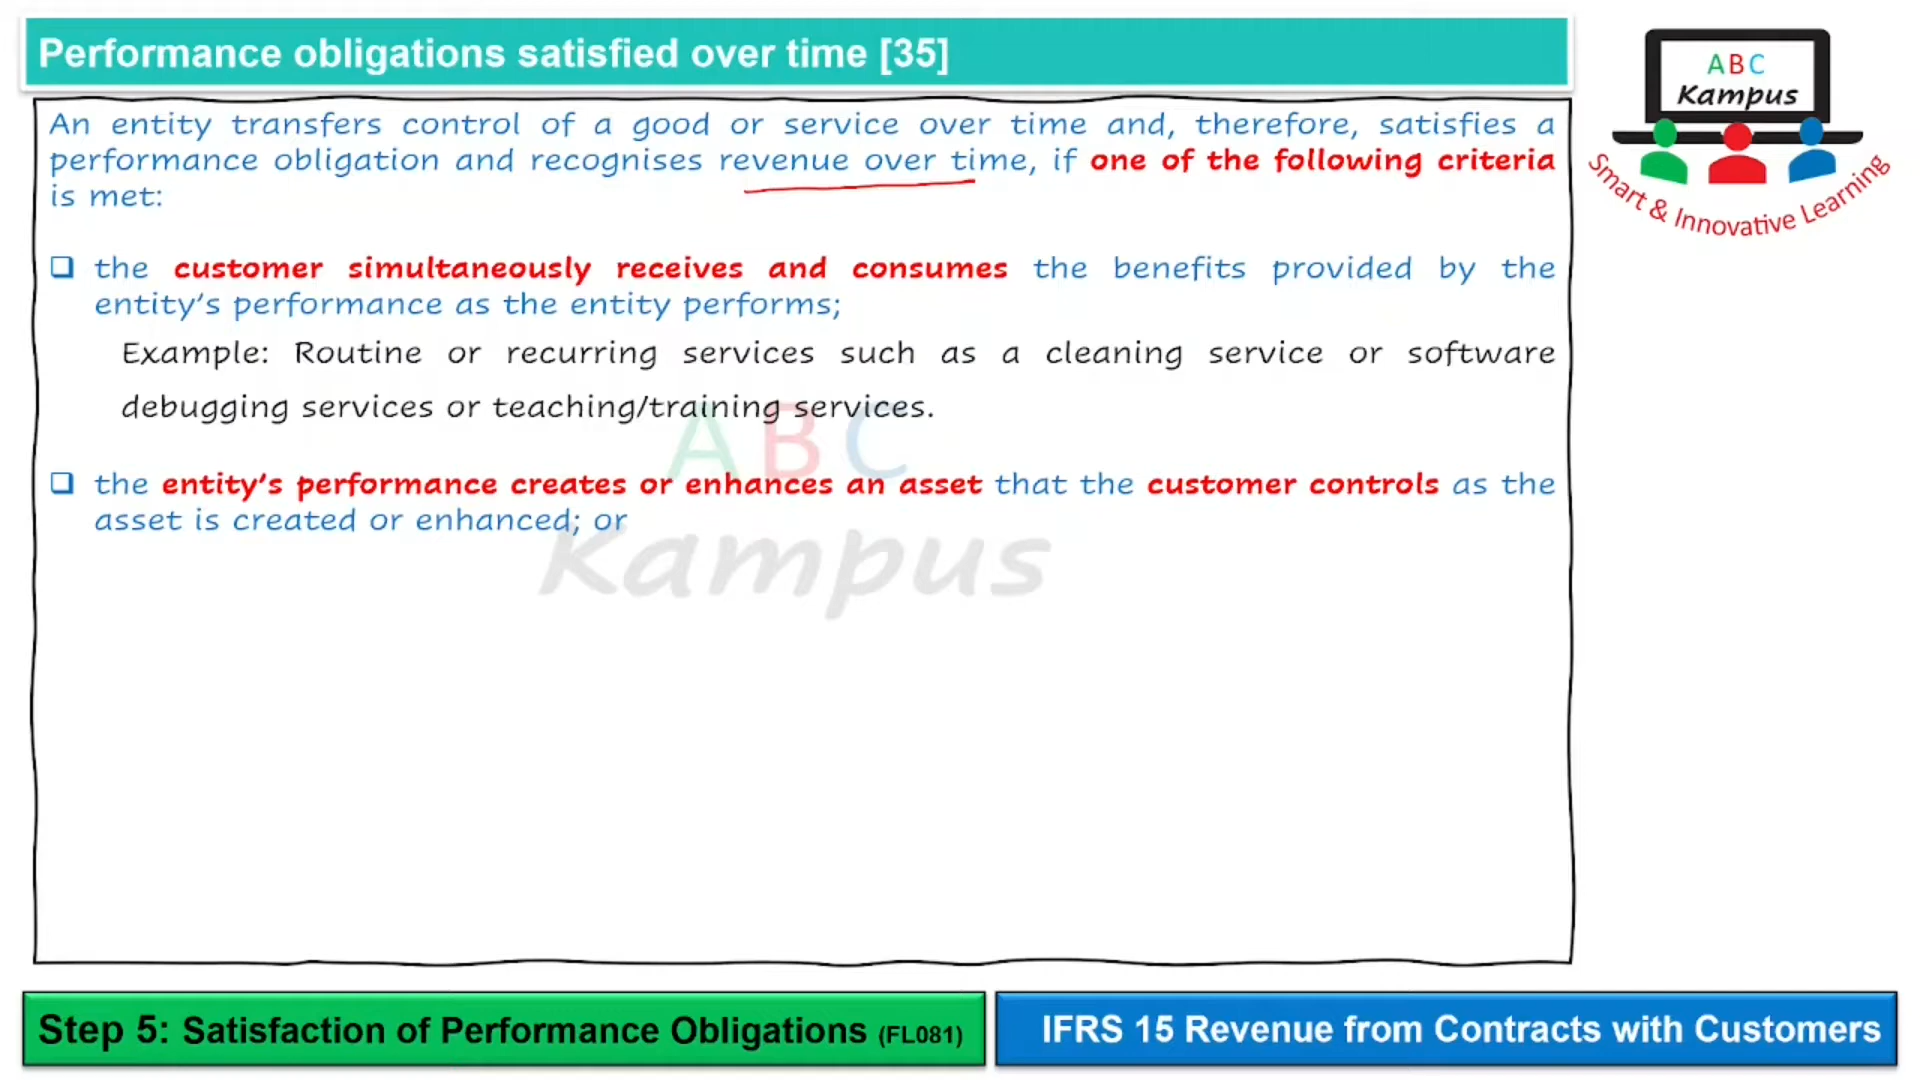 Performance obligations satisfied over time [35]
ABC
Kampus
Smart & Innovative Learning
An entity transfers control of a good or service over time and, therefore, satisfies a
performance obligation and recognises revenue over time, if one of the following criteria
is met:
❑ the customer simultaneously receives and consumes the benefits provided by the
entity’s performance as the entity performs;
Example: Routine or recurring services such as a cleaning service or software
debugging services or teaching/training services.
❑ the entity’s performance creates or enhances an asset that the customer controls as the
asset is created or enhanced; or
ABC
Kampus
Step 5: Satisfaction of Performance Obligations (FL081)
IFRS 15 Revenue from Contracts with Customers